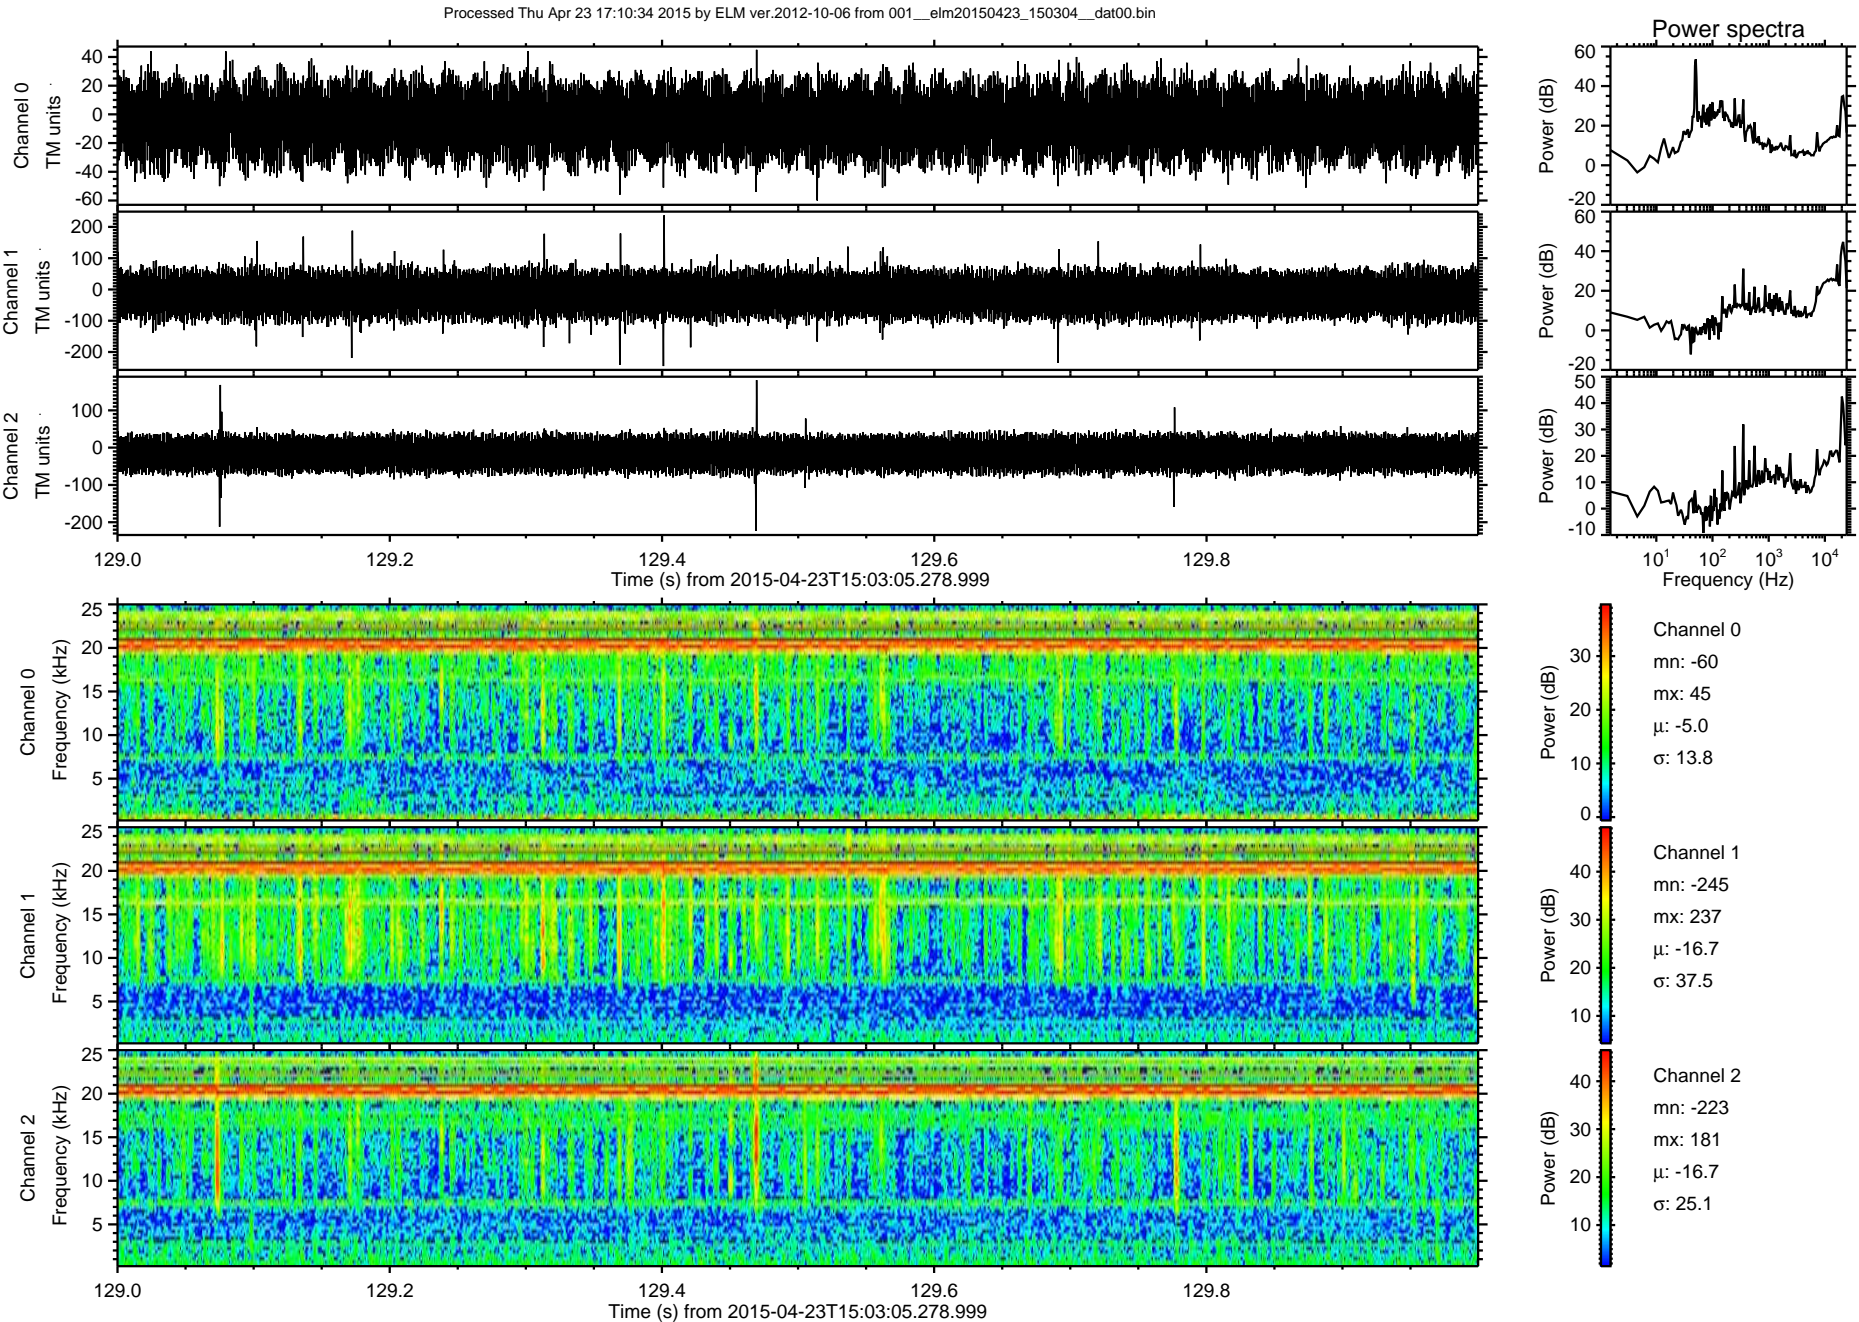 Processed Thu Apr 23 17:10:34 2015 by ELM ver.2012-10-06 from 001__elm20150423_150304__dat00.bin
Power spectra
Channel 0
TM units
40
20
0
-20
-40
-60
Power (dB)
60
40
20
0
-20
Channel 1
TM units
200
100
0
-100
-200
Power (dB)
60
40
20
0
-20
Channel 2
TM units
100
0
-100
-200
Power (dB)
50
40
30
20
10
0
-10
129.0 129.2 129.4 129.6 129.8
Time (s) from 2015-04-23T15:03:05.278.999
10^1 10^2 10^3 10^4
Frequency (Hz)
Channel 0
Frequency (kHz)
25
20
15
10
5
Power (dB)
30
20
10
0
Channel 0
mn: -60
mx: 45
μ: -5.0
σ: 13.8
Channel 1
Frequency (kHz)
25
20
15
10
5
Power (dB)
40
30
20
10
Channel 1
mn: -245
mx: 237
μ: -16.7
σ: 37.5
Channel 2
Frequency (kHz)
25
20
15
10
5
Power (dB)
40
30
20
10
Channel 2
mn: -223
mx: 181
μ: -16.7
σ: 25.1
129.0 129.2 129.4 129.6 129.8
Time (s) from 2015-04-23T15:03:05.278.999